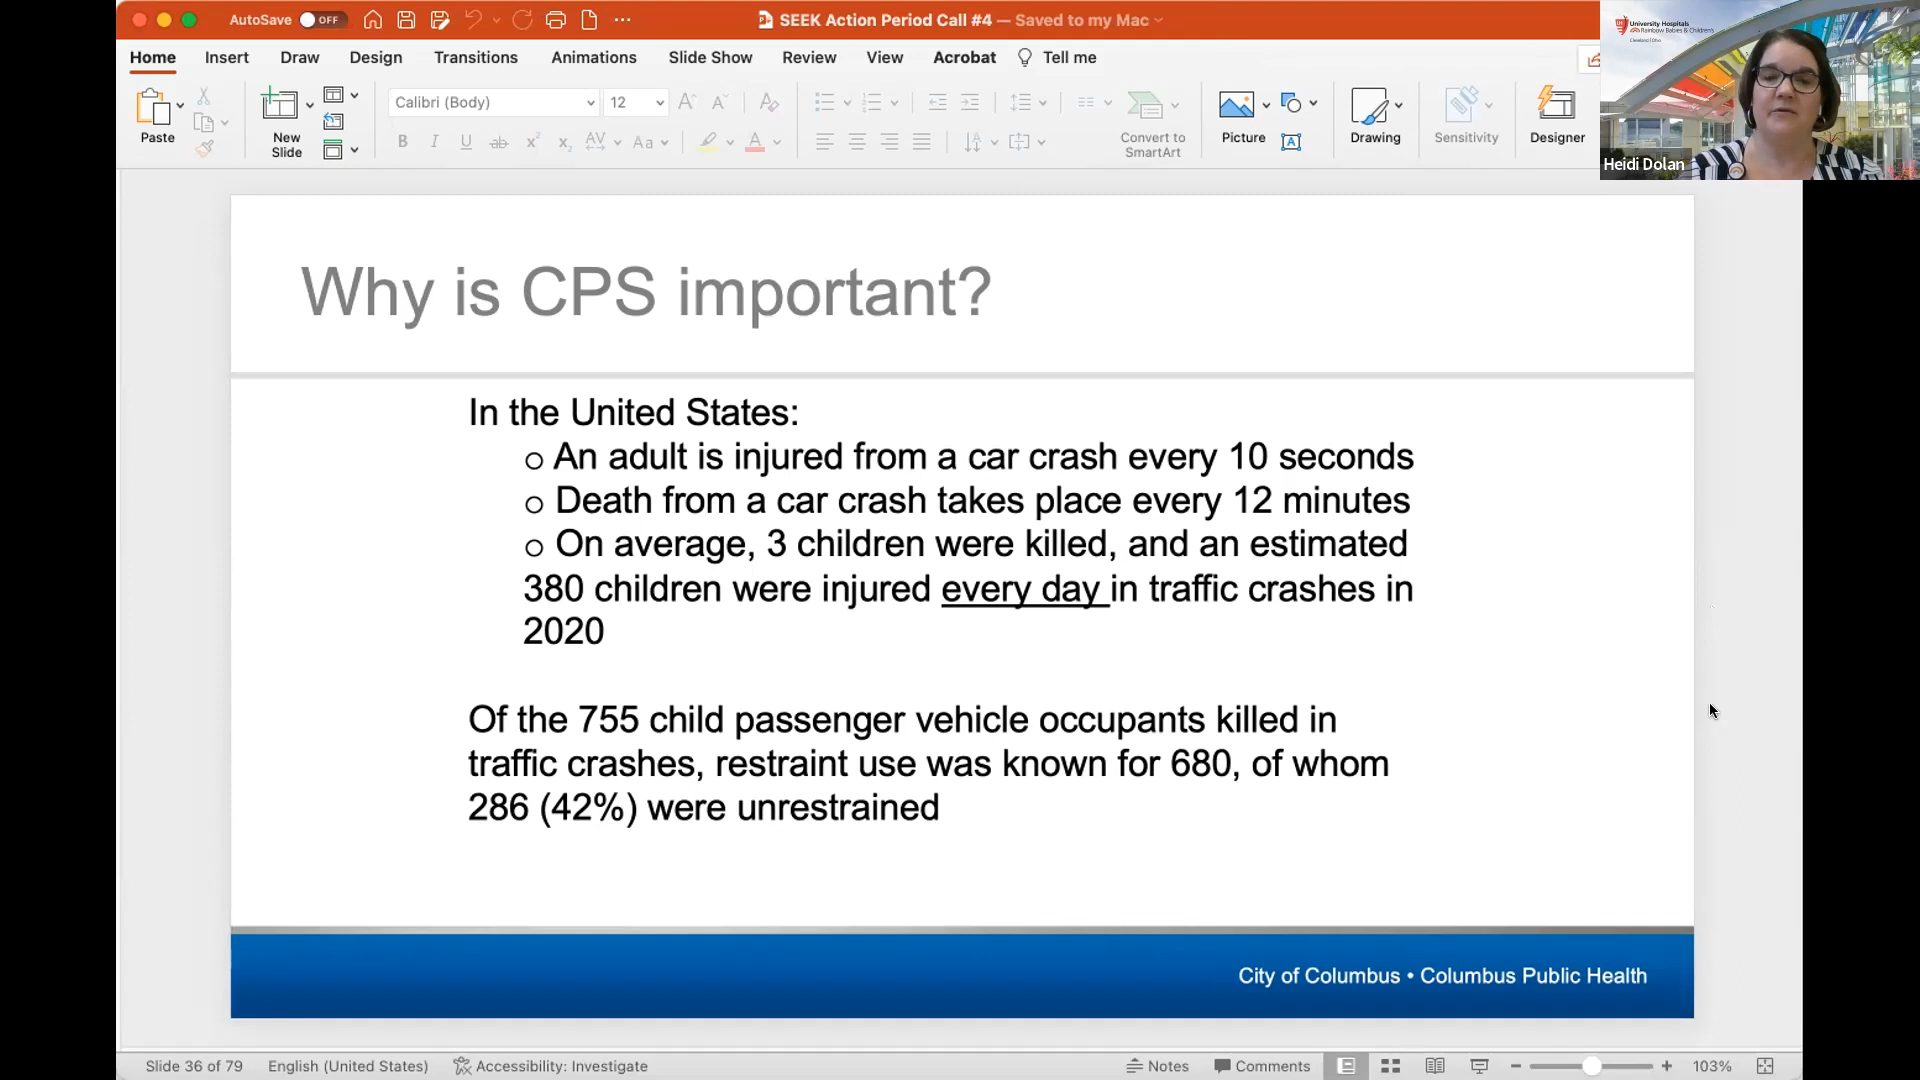 AutoSave OFF
SEEK Action Period Call #4 — Saved to my Mac
Home Insert Draw Design Transitions Animations Slide Show Review View Acrobat Tell me
Calibri (Body) 12
Paste
New
Slide
Convert to
SmartArt
Picture
Drawing
Sensitivity
Designer
University Hospitals
Rainbow Babies & Children's
Heidi Dolan
Why is CPS important?
In the United States:
o An adult is injured from a car crash every 10 seconds
o Death from a car crash takes place every 12 minutes
o On average, 3 children were killed, and an estimated
380 children were injured every day in traffic crashes in
2020
Of the 755 child passenger vehicle occupants killed in
traffic crashes, restraint use was known for 680, of whom
286 (42%) were unrestrained
City of Columbus • Columbus Public Health
Slide 36 of 79 English (United States) Accessibility: Investigate Notes Comments 103%